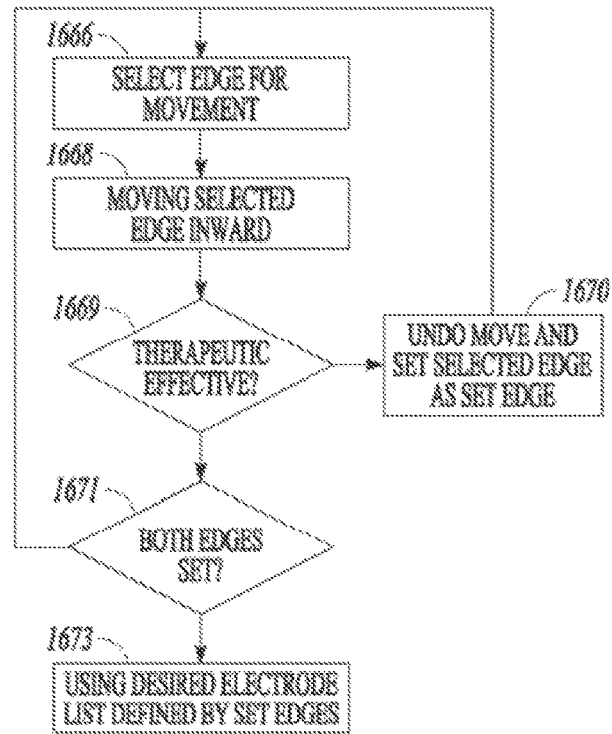 1666
SELECT EDGE FOR
MOVEMENT
1668
MOVING SELECTED
EDGE INWARD
1669
THERAPEUTIC
EFFECTIVE?
1670
UNDO MOVE AND
SET SELECTED EDGE
AS SET EDGE
1671
BOTH EDGES
SET?
1673
USING DESIRED ELECTRODE
LIST DEFINED BY SET EDGES